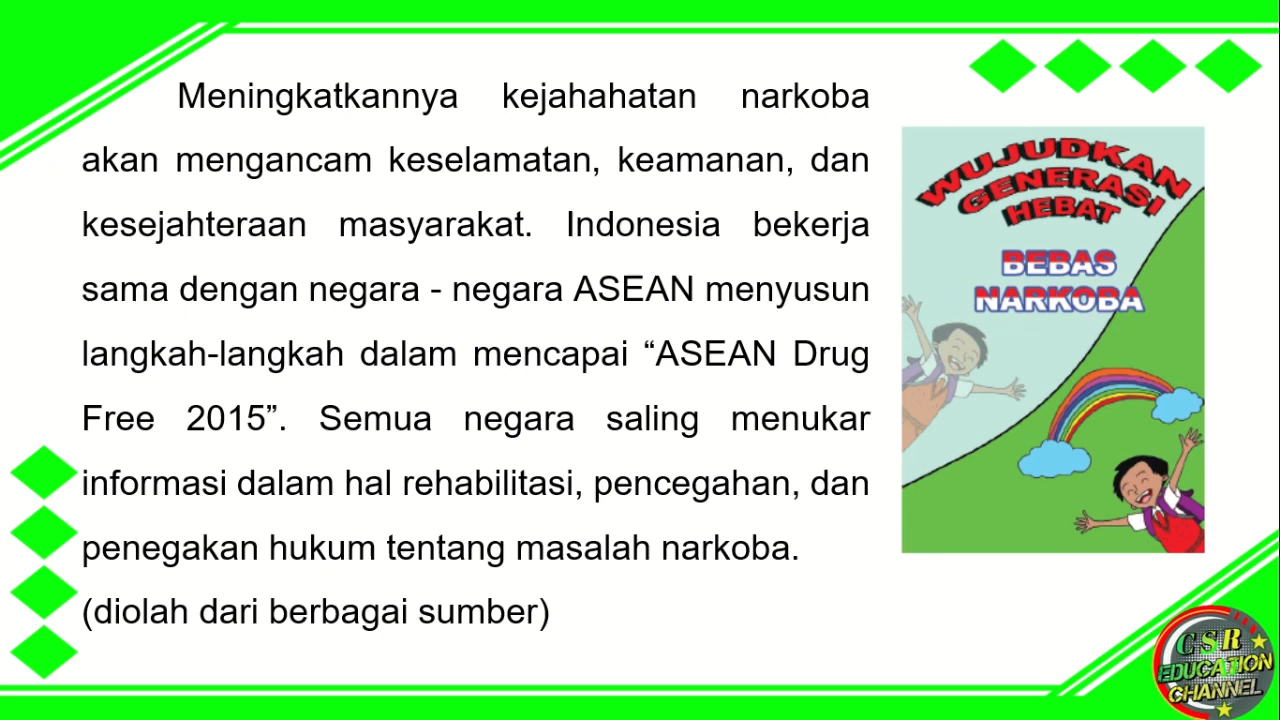 Meningkatkannya kejahahatan narkoba
akan mengancam keselamatan, keamanan, dan
kesejahteraan masyarakat. Indonesia bekerja
sama dengan negara - negara ASEAN menyusun
langkah-langkah dalam mencapai “ASEAN Drug
Free 2015”. Semua negara saling menukar
informasi dalam hal rehabilitasi, pencegahan, dan
penegakan hukum tentang masalah narkoba.
(diolah dari berbagai sumber)
WUJUDKAN
GENERASI
HEBAT
BEBAS
NARKOBA
CSR
EDUCATION
CHANNEL